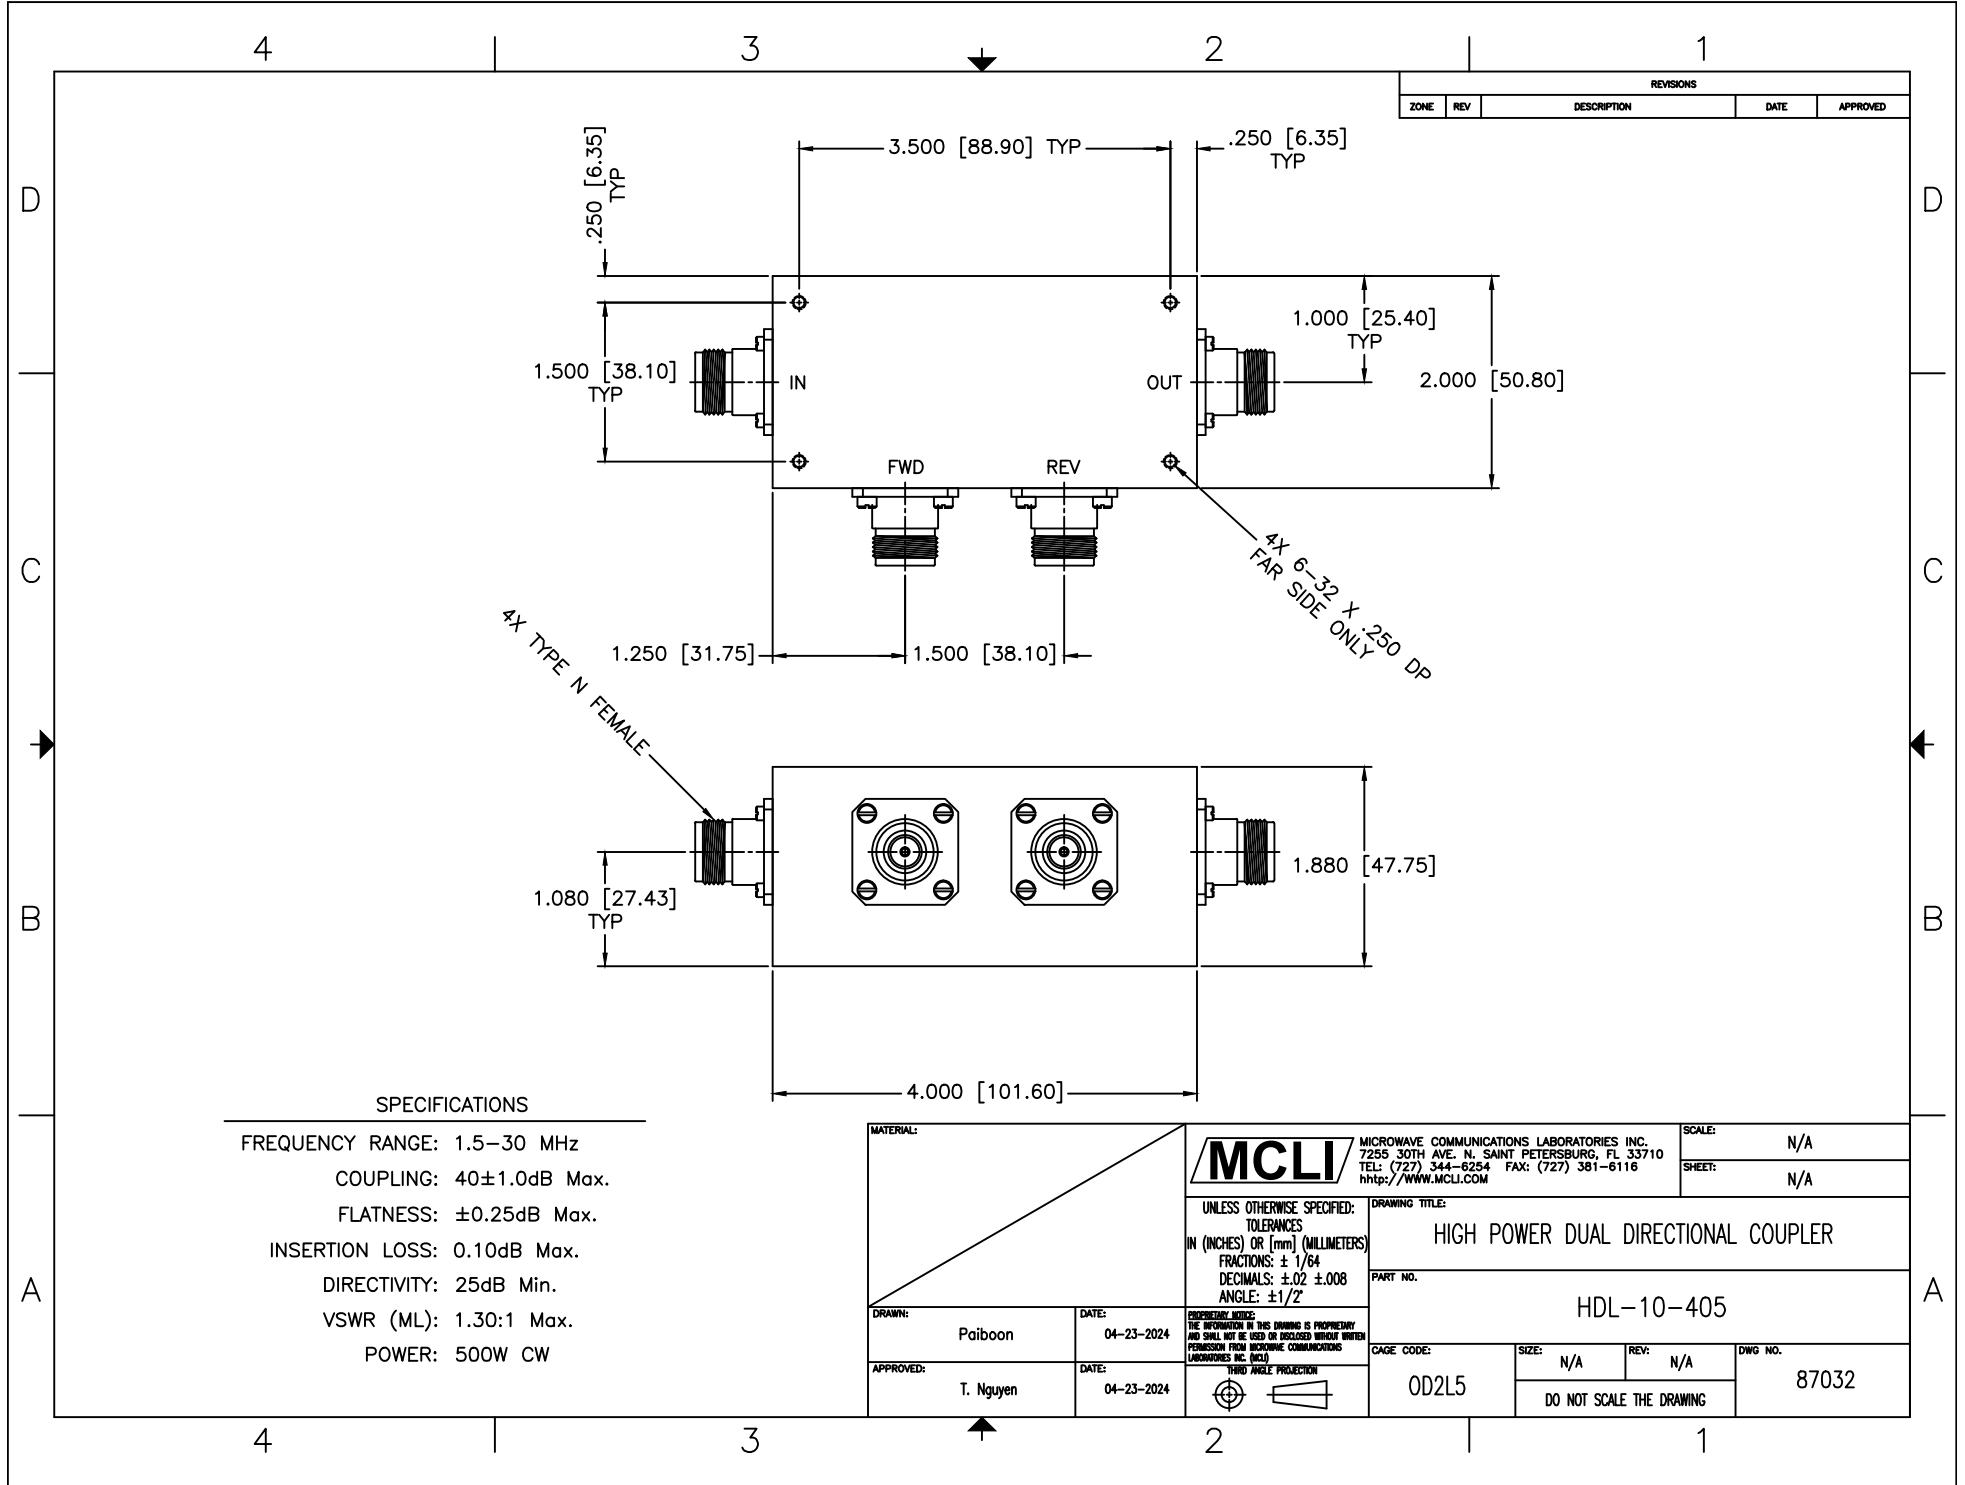 4 3 2 1
REVISIONS
ZONE REV DESCRIPTION DATE APPROVED
D
D
C
C
B
B
A
A
.250 [6.35]
TYP
3.500 [88.90] TYP
.250 [6.35]
TYP
1.500 [38.10]
TYP
IN
OUT
1.000 [25.40]
TYP
2.000 [50.80]
FWD
REV
4X 6-32 X .250 DP
FAR SIDE ONLY
1.250 [31.75]
1.500 [38.10]
4X TYPE N FEMALE
1.080 [27.43]
TYP
1.880 [47.75]
4.000 [101.60]
SPECIFICATIONS
FREQUENCY RANGE: 1.5-30 MHz
COUPLING: 40±1.0dB Max.
FLATNESS: ±0.25dB Max.
INSERTION LOSS: 0.10dB Max.
DIRECTIVITY: 25dB Min.
VSWR (ML): 1.30:1 Max.
POWER: 500W CW
MATERIAL:
MCLI
MICROWAVE COMMUNICATIONS LABORATORIES INC.
7255 30TH AVE. N. SAINT PETERSBURG, FL 33710
TEL: (727) 344-6254 FAX: (727) 381-6116
hhtp://WWW.MCLI.COM
SCALE: N/A
SHEET: N/A
UNLESS OTHERWISE SPECIFIED:
TOLERANCES
IN (INCHES) OR [mm] (MILLIMETERS)
FRACTIONS: ± 1/64
DECIMALS: ±.02 ±.008
ANGLE: ±1/2°
DRAWING TITLE:
HIGH POWER DUAL DIRECTIONAL COUPLER
PART NO.
HDL-10-405
DRAWN: Paiboon
DATE: 04-23-2024
APPROVED: T. Nguyen
DATE: 04-23-2024
PROPRIETARY NOTICE:
THE INFORMATION IN THIS DRAWING IS PROPRIETARY
AND SHALL NOT BE USED OR DISCLOSED WITHOUT WRITTEN
PERMISSION FROM MICROWAVE COMMUNICATIONS
LABORATORIES INC. (MCLI)
THIRD ANGLE PROJECTION
CAGE CODE: 0D2L5
SIZE: N/A
REV: N/A
DO NOT SCALE THE DRAWING
DWG NO. 87032
4 3 2 1